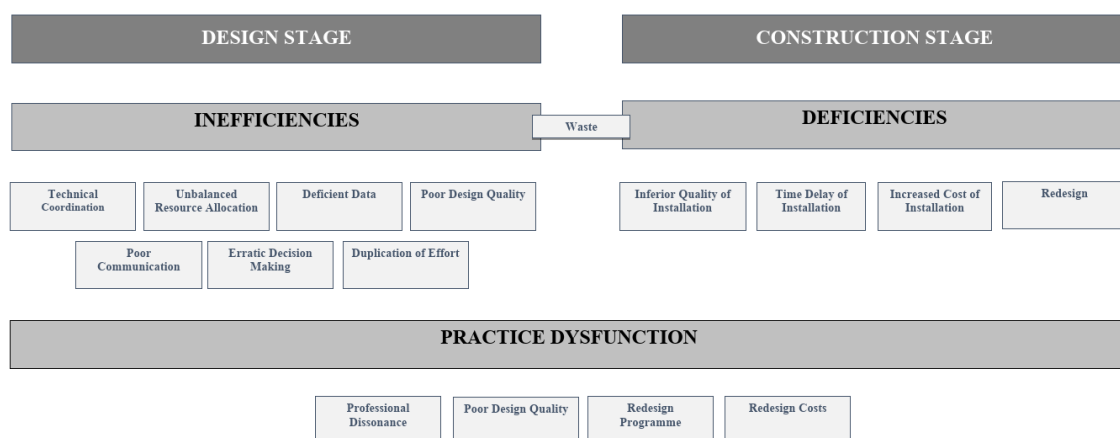 DESIGN STAGE
CONSTRUCTION STAGE
INEFFICIENCIES
Waste
DEFICIENCIES
Technical
Coordination
Unbalanced
Resource Allocation
Deficient Data
Poor Design Quality
Inferior Quality of
Installation
Time Delay of
Installation
Increased Cost of
Installation
Redesign
Poor
Communication
Erratic Decision
Making
Duplication of Effort
PRACTICE DYSFUNCTION
Professional
Dissonance
Poor Design Quality
Redesign
Programme
Redesign Costs